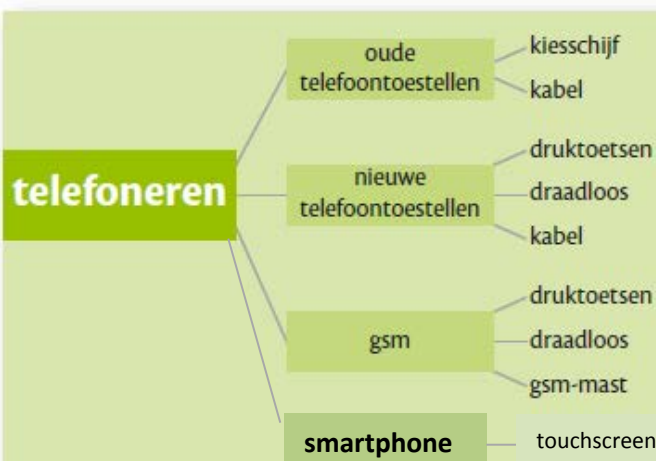 telefoneren
oude
telefoontoestellen
kiesschijf
kabel
nieuwe
telefoontoestellen
druktoetsen
draadloos
kabel
gsm
druktoetsen
draadloos
gsm-mast
smartphone
touchscreen